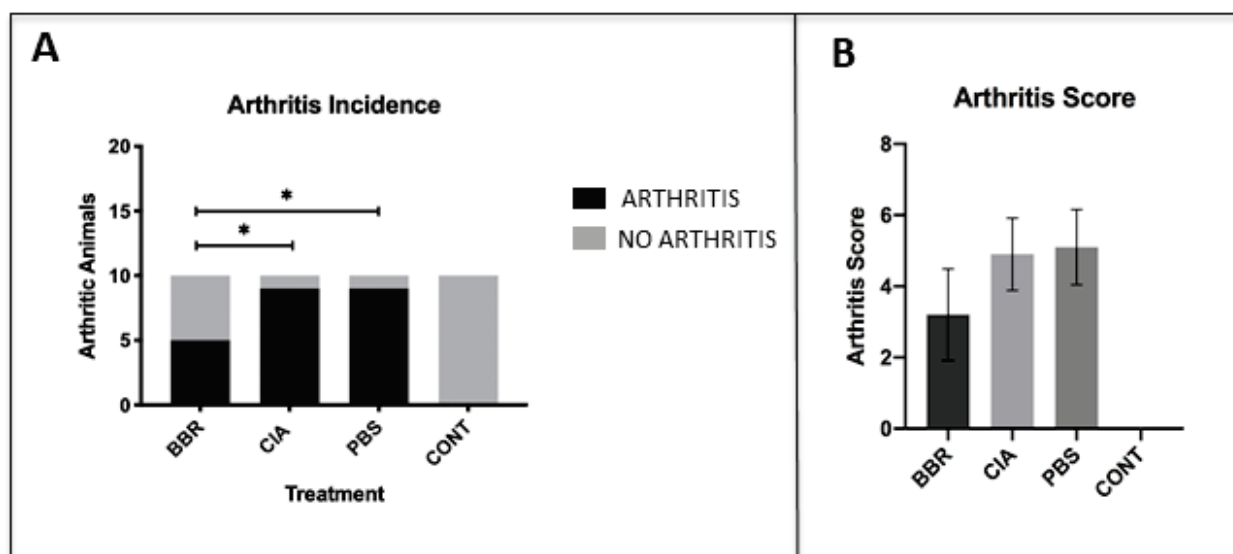 A
Arthritis Incidence
Arthritic Animals
20
15
10
5
0
*
*
BBR
CIA
PBS
CONT
Treatment
ARTHRITIS
NO ARTHRITIS
B
Arthritis Score
Arthritis Score
8
6
4
2
0
BBR
CIA
PBS
CONT